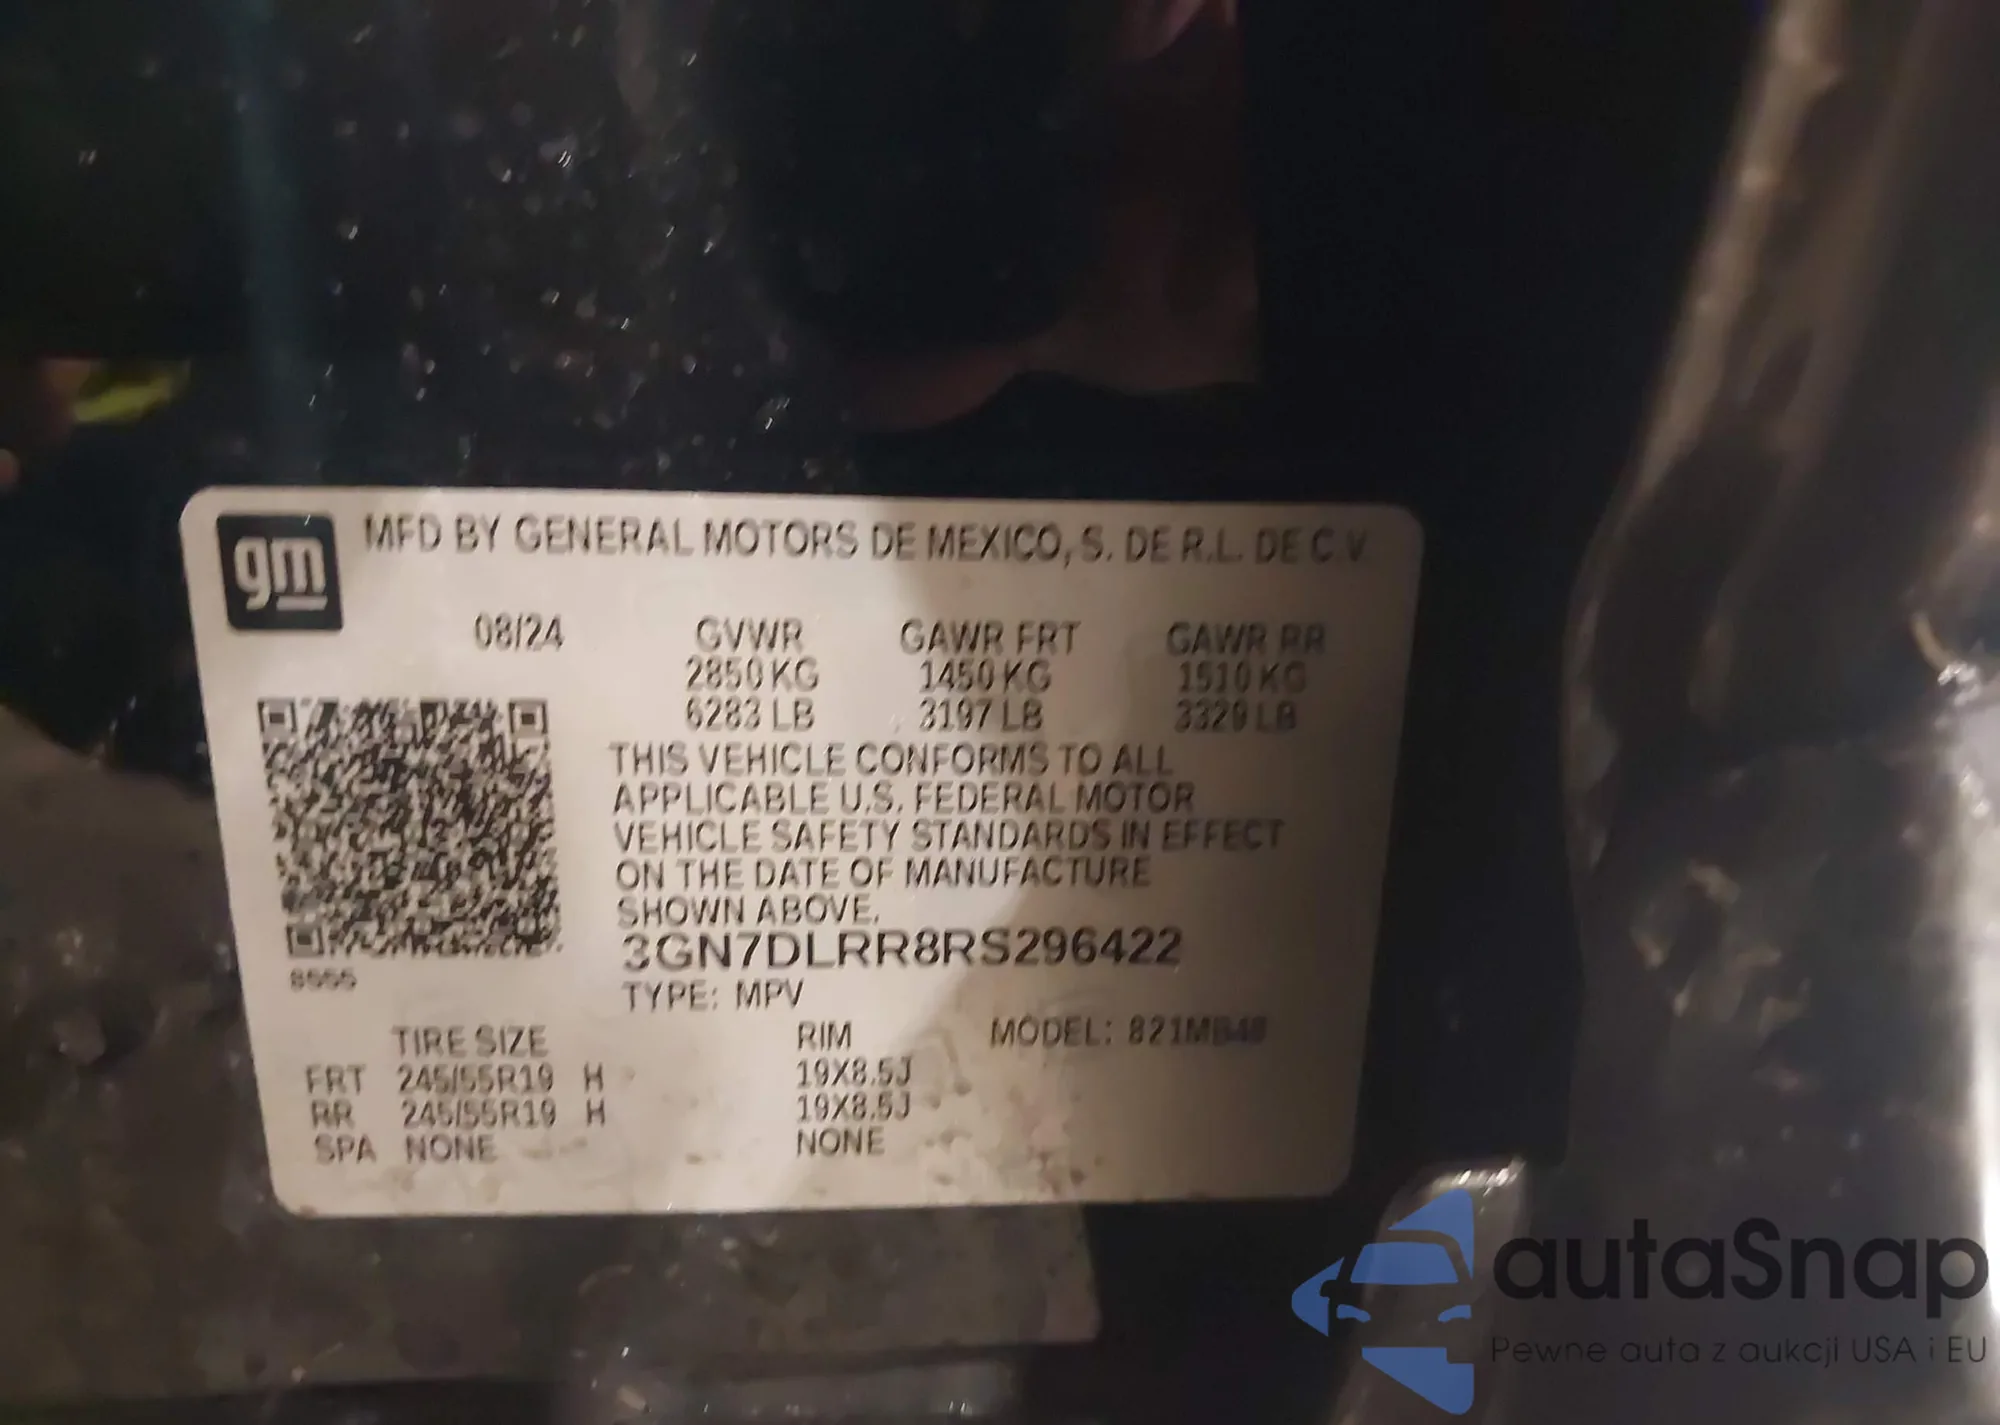 gm
MFD BY GENERAL MOTORS DE MEXICO, S. DE R.L. DE C.V
08/24 GVWR GAWR FRT GAWR RR
2850 KG 1450 KG 1510 KG
6283 LB 3197 LB 3329 LB
THIS VEHICLE CONFORMS TO ALL
APPLICABLE U.S. FEDERAL MOTOR
VEHICLE SAFETY STANDARDS IN EFFECT
ON THE DATE OF MANUFACTURE
SHOWN ABOVE.
3GN7DLRR8RS296422
8555
TYPE: MPV
TIRE SIZE RIM MODEL: 821MB48
FRT 245/55R19 H 19X8.5J
RR 245/55R19 H 19X8.5J
SPA NONE NONE
autaSnap
Pewne auta z aukcji USA i EU